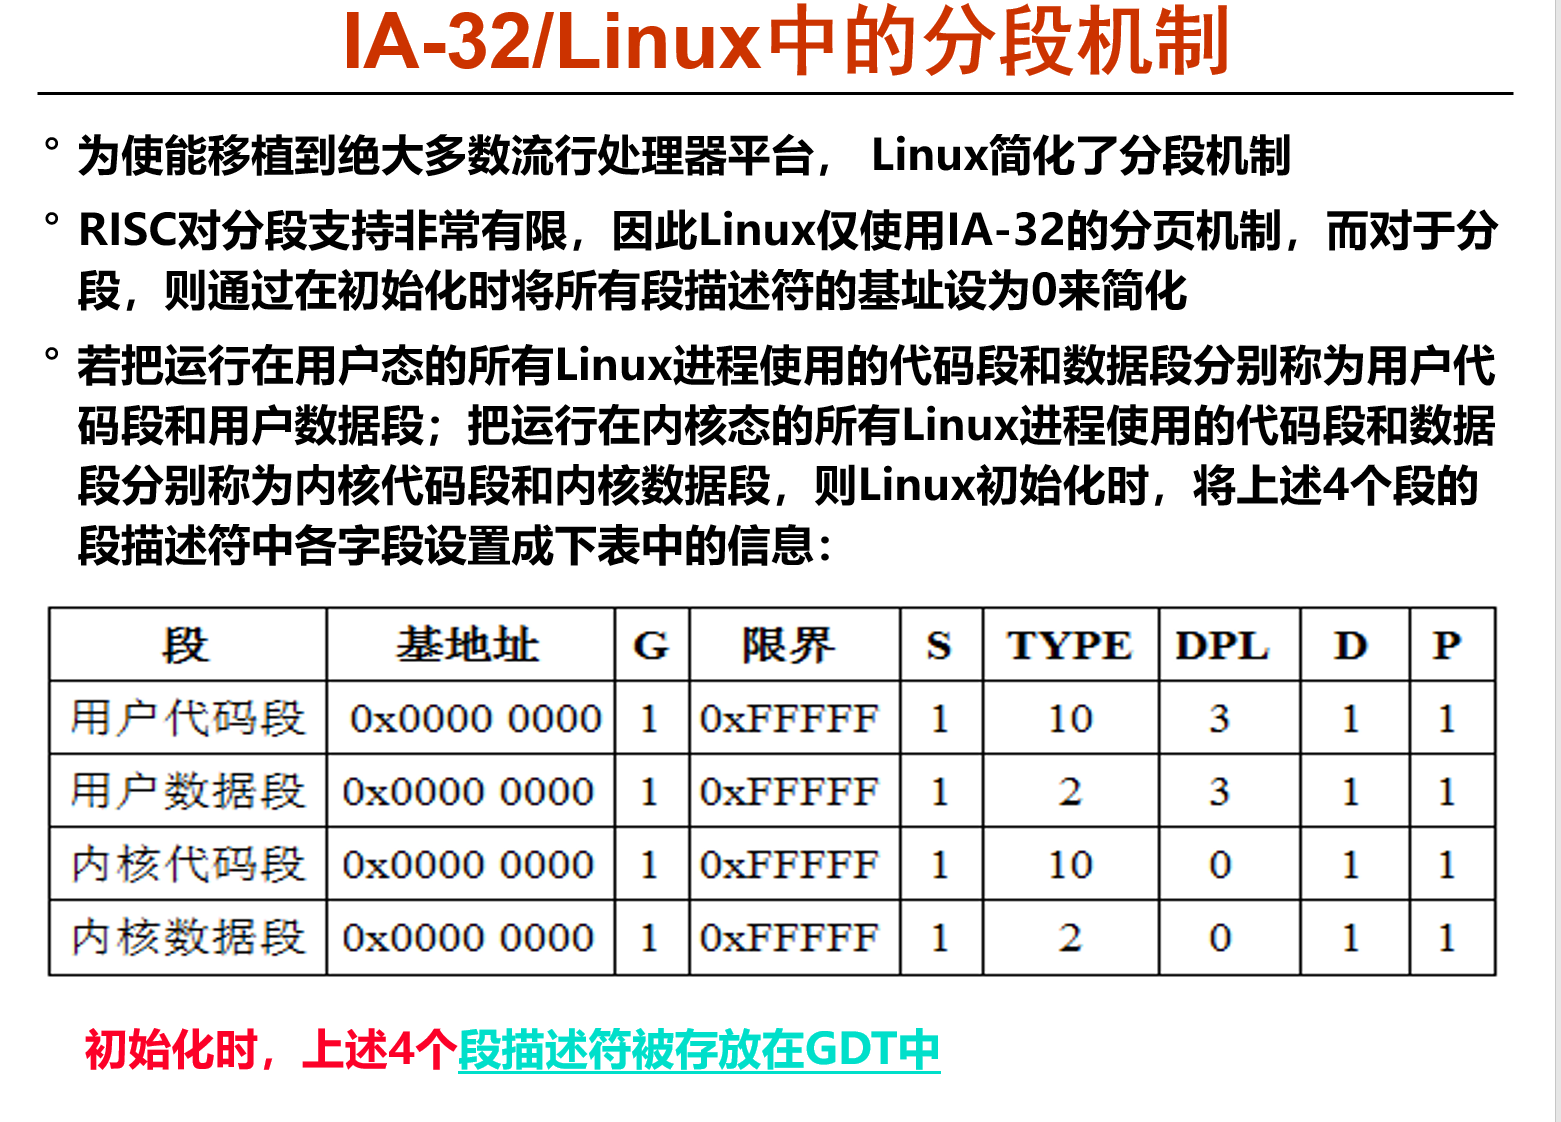 IA-32/Linux中的分段机制
° 为使能移植到绝大多数流行处理器平台， Linux简化了分段机制
° RISC对分段支持非常有限，因此Linux仅使用IA-32的分页机制，而对于分
段，则通过在初始化时将所有段描述符的基址设为0来简化
° 若把运行在用户态的所有Linux进程使用的代码段和数据段分别称为用户代
码段和用户数据段；把运行在内核态的所有Linux进程使用的代码段和数据
段分别称为内核代码段和内核数据段，则Linux初始化时，将上述4个段的
段描述符中各字段设置成下表中的信息：
段 基地址 G 限界 S TYPE DPL D P
用户代码段 0x0000 0000 1 0xFFFFF 1 10 3 1 1
用户数据段 0x0000 0000 1 0xFFFFF 1 2 3 1 1
内核代码段 0x0000 0000 1 0xFFFFF 1 10 0 1 1
内核数据段 0x0000 0000 1 0xFFFFF 1 2 0 1 1
初始化时，上述4个段描述符被存放在GDT中